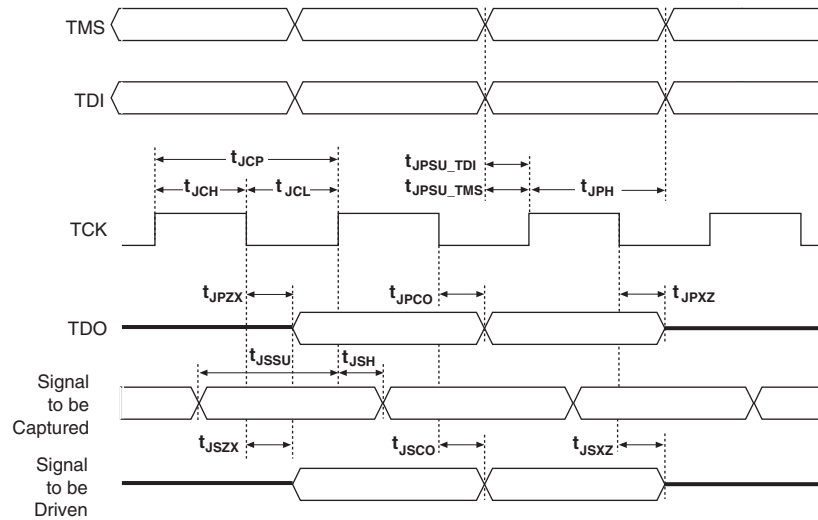 TMS
TDI
tJCP
tJPSU_TDI
tJCH
tJCL
tJPSU_TMS
tJPH
TCK
tJPZX
tJPCO
tJPXZ
TDO
tJSSU
tJSH
Signal
to be
Captured
tJSZX
tJSCO
tJSXZ
Signal
to be
Driven